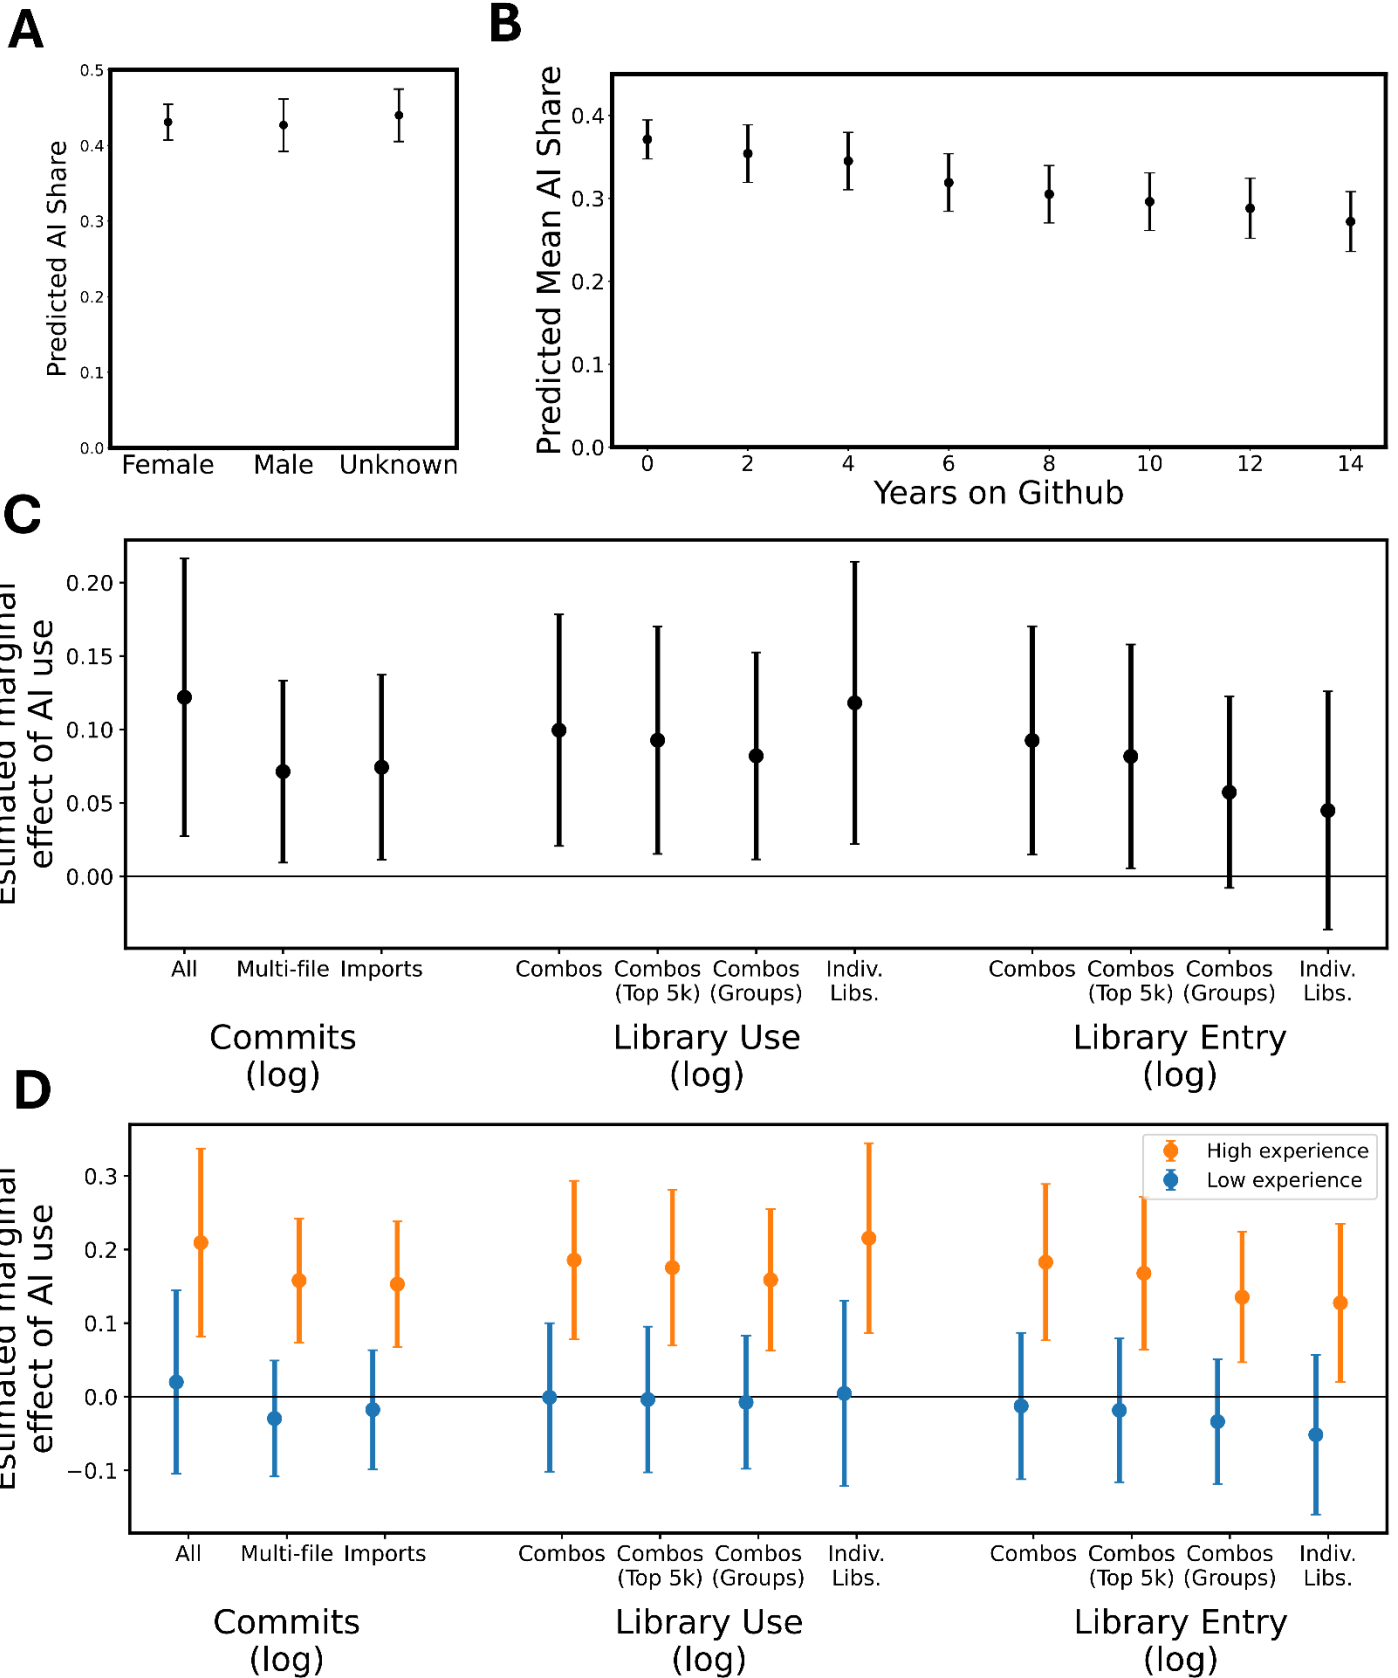 A
Predicted AI Share
0.5
0.4
0.3
0.2
0.1
0.0
Female Male Unknown
B
Predicted Mean AI Share
0.4
0.3
0.2
0.1
0.0
0 2 4 6 8 10 12 14
Years on Github
C
Estimated marginal
effect of AI use
0.20
0.15
0.10
0.05
0.00
All Multi-file Imports Combos Combos Combos Indiv. Combos Combos Combos Indiv.
(Top 5k) (Groups) Libs. (Top 5k) (Groups) Libs.
Commits Library Use Library Entry
(log) (log) (log)
D
Estimated marginal
effect of AI use
0.3
0.2
0.1
0.0
−0.1
High experience
Low experience
All Multi-file Imports Combos Combos Combos Indiv. Combos Combos Combos Indiv.
(Top 5k) (Groups) Libs. (Top 5k) (Groups) Libs.
Commits Library Use Library Entry
(log) (log) (log)